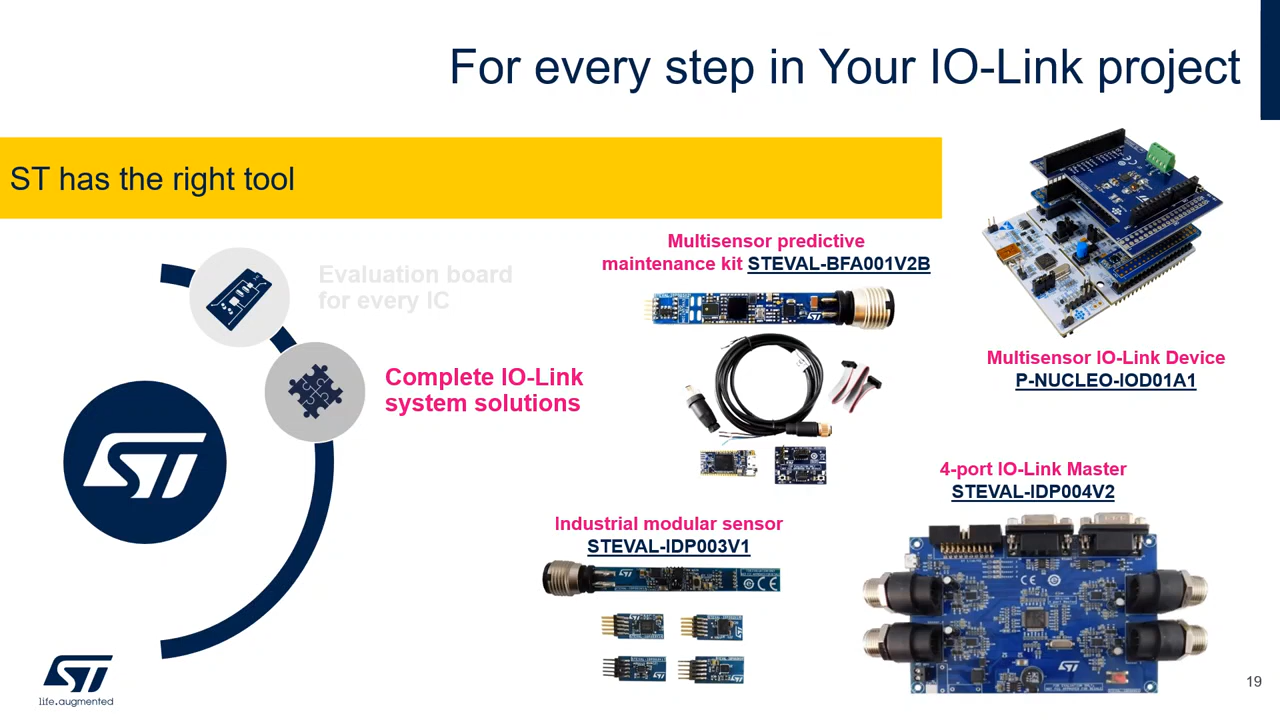 For every step in Your IO-Link project
ST has the right tool
Evaluation board
for every IC
Complete IO-Link
system solutions
Multisensor predictive
maintenance kit STEVAL-BFA001V2B
Multisensor IO-Link Device
P-NUCLEO-IOD01A1
4-port IO-Link Master
STEVAL-IDP004V2
Industrial modular sensor
STEVAL-IDP003V1
ST
ST
life.augmented
19